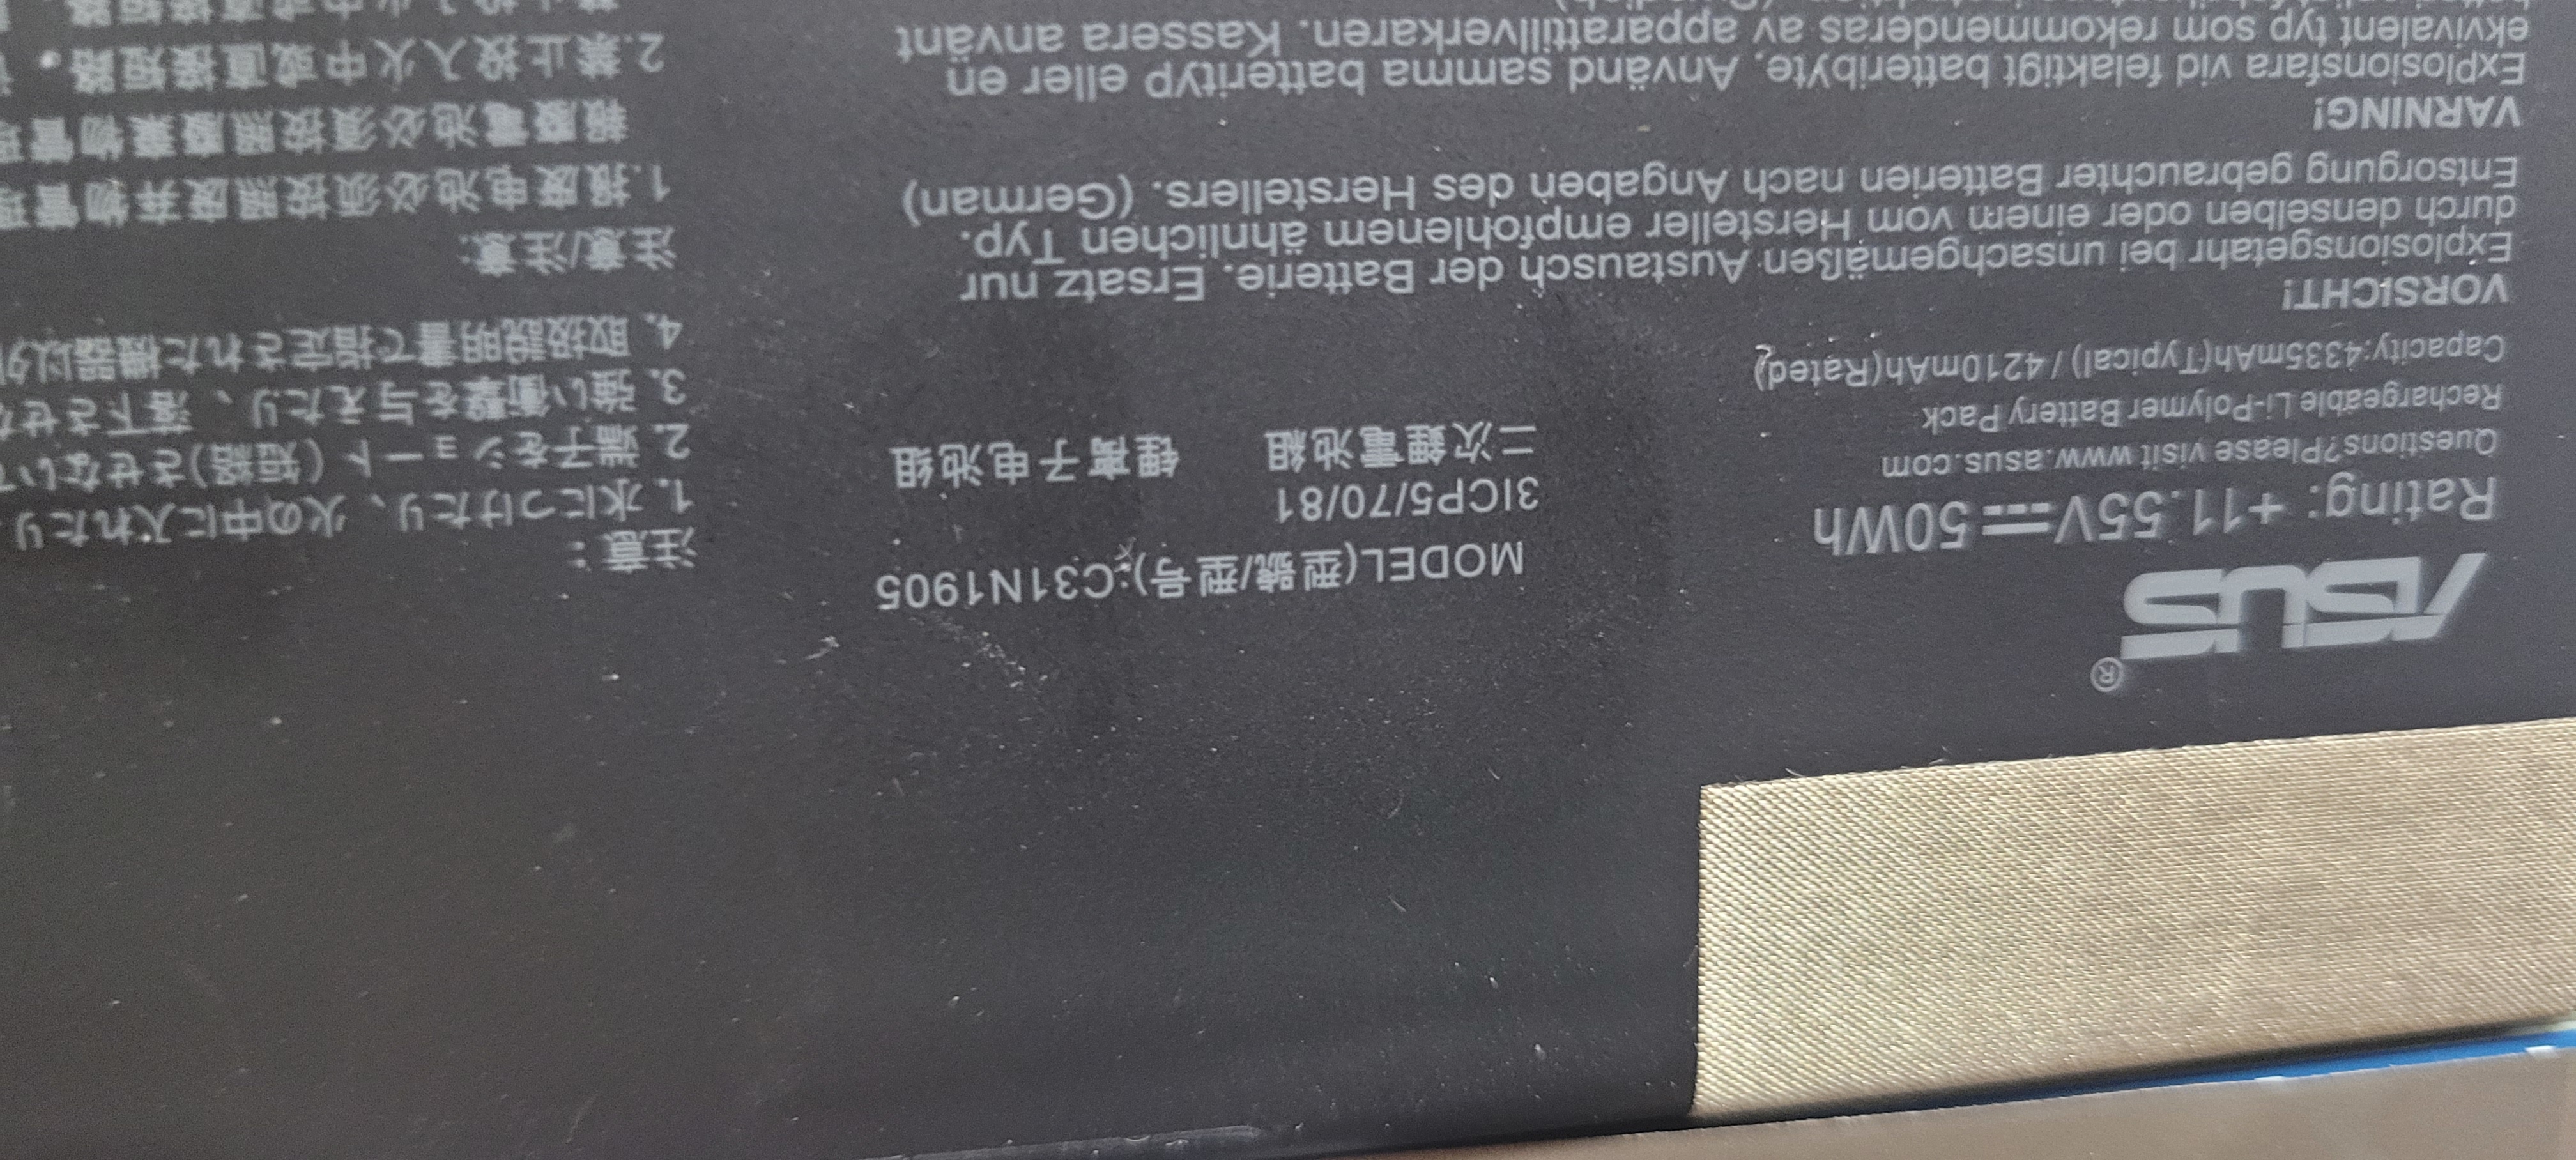 ASUS®
Rating: +11.55V⎓50Wh
Questions?Please visit www.asus.com
Rechargeable Li-Polymer Battery Pack
Capacity:4335mAh(Typical) / 4210mAh(Rated)
MODEL(型號/型号):C31N1905
3ICP5/70/81
二次鋰電池組 锂离子电池组
VORSICHT!
Explosionsgefahr bei unsachgemäßen Austausch der Batterie. Ersatz nur
durch denselben oder einem vom Hersteller empfohlenem ähnlichen Typ.
Entsorgung gebrauchter Batterien nach Angaben des Herstellers. (German)
VARNING!
Explosionsfara vid felaktigt batteribyte, Använd samma batterityp eller en
ekvivalent typ som rekommenderas av apparattillverkaren. Kassera använt
注意：
1. 水につけたり、火の中に入れたり
2. 端子をショート（短絡)させない
3. 強い衝撃を与えたり、落下させ
4. 取扱説明書で指定された機器以外
注意/注意:
1.报废电池必须按照废弃物管理
報廢電池必須按照廢棄物管理
2.禁止投入火中或直接短路。